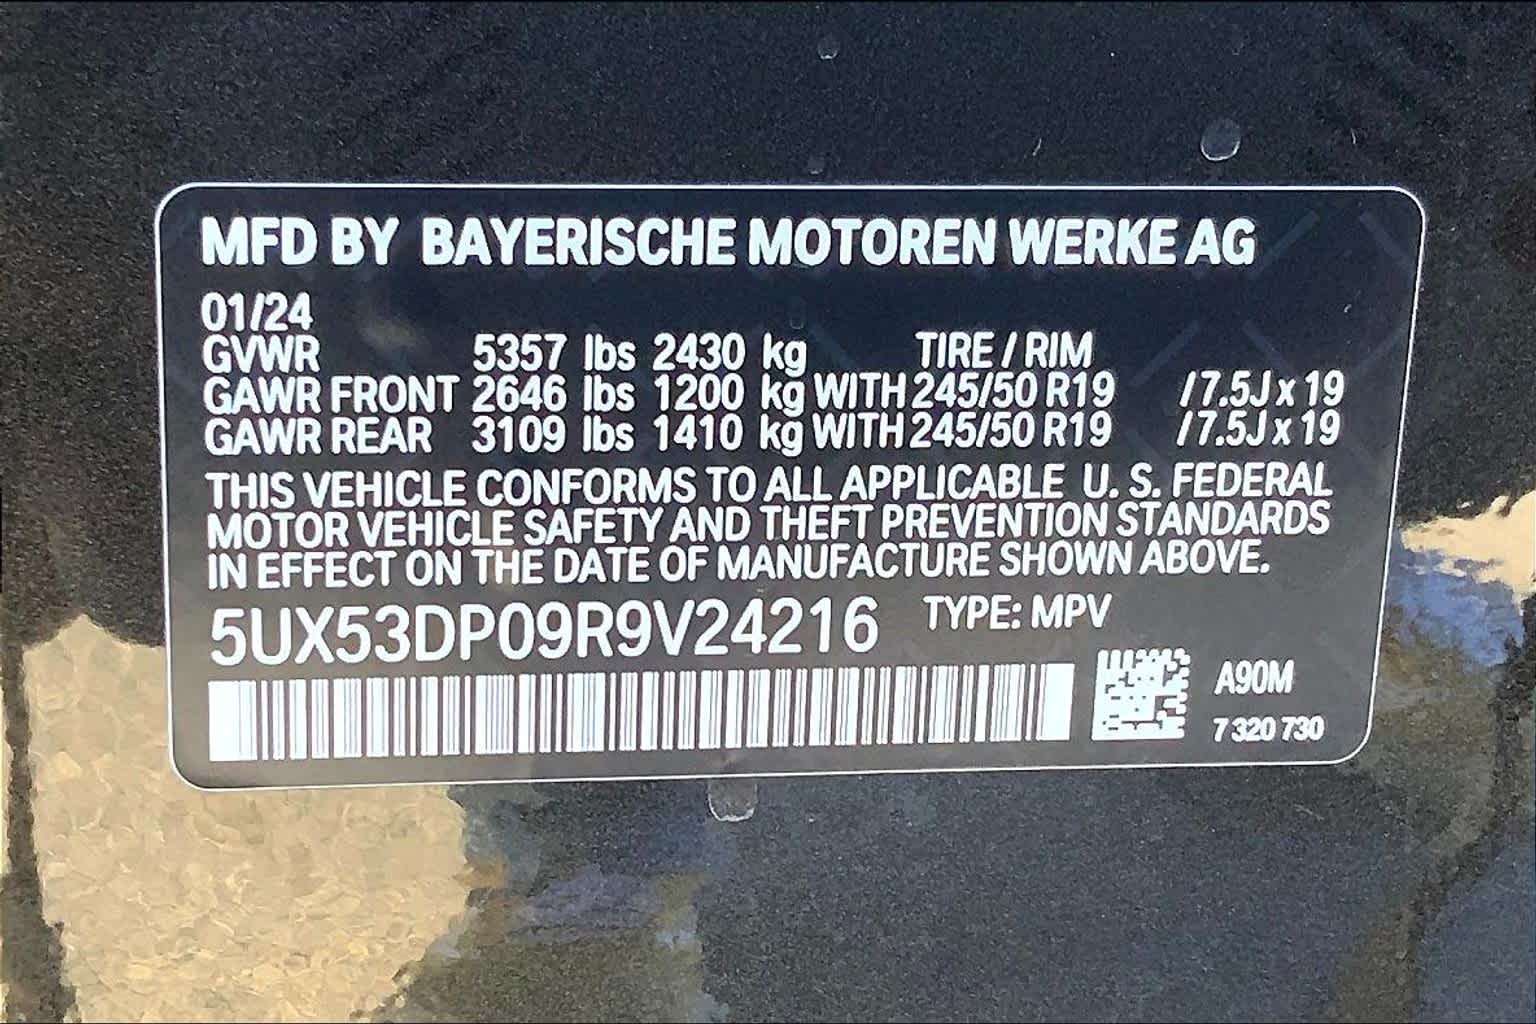 MFD BY BAYERISCHE MOTOREN WERKE AG
01/24
GVWR 5357 lbs 2430 kg TIRE / RIM
GAWR FRONT 2646 lbs 1200 kg WITH 245/50 R19 / 7.5J x 19
GAWR REAR 3109 lbs 1410 kg WITH 245/50 R19 / 7.5J x 19
THIS VEHICLE CONFORMS TO ALL APPLICABLE U. S. FEDERAL
MOTOR VEHICLE SAFETY AND THEFT PREVENTION STANDARDS
IN EFFECT ON THE DATE OF MANUFACTURE SHOWN ABOVE.
5UX53DP09R9V24216 TYPE: MPV
A90M
7 320 730